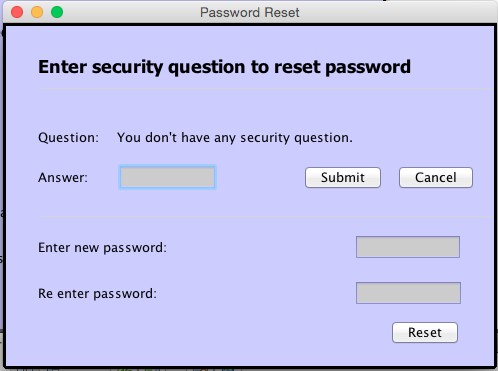 Password Reset
Enter security question to reset password
Question: You don't have any security question.
Answer: Submit Cancel
Enter new password:
Re enter password:
Reset